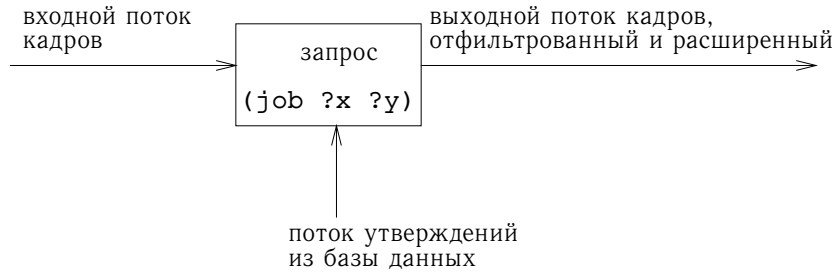 входной поток
кадров
выходной поток кадров,
отфильтрованный и расширенный
запрос
(job ?x ?y)
поток утверждений
из базы данных